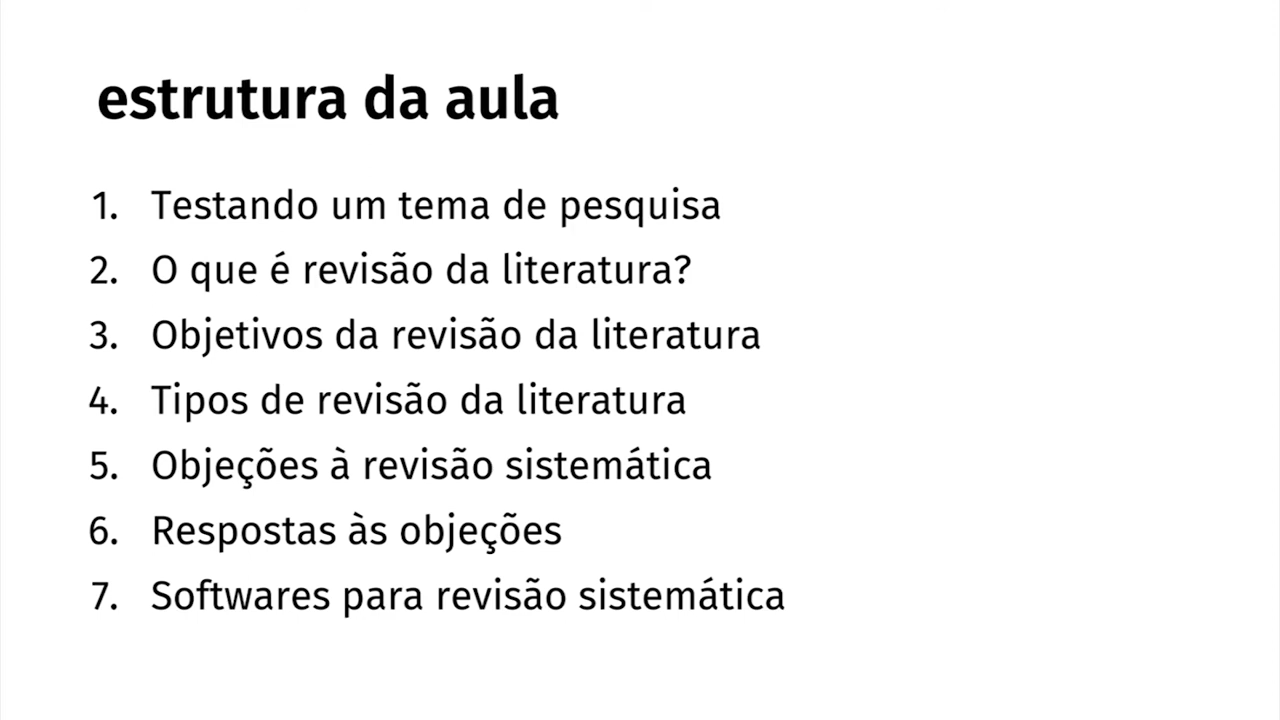 estrutura da aula
1. Testando um tema de pesquisa
2. O que é revisão da literatura?
3. Objetivos da revisão da literatura
4. Tipos de revisão da literatura
5. Objeções à revisão sistemática
6. Respostas às objeções
7. Softwares para revisão sistemática